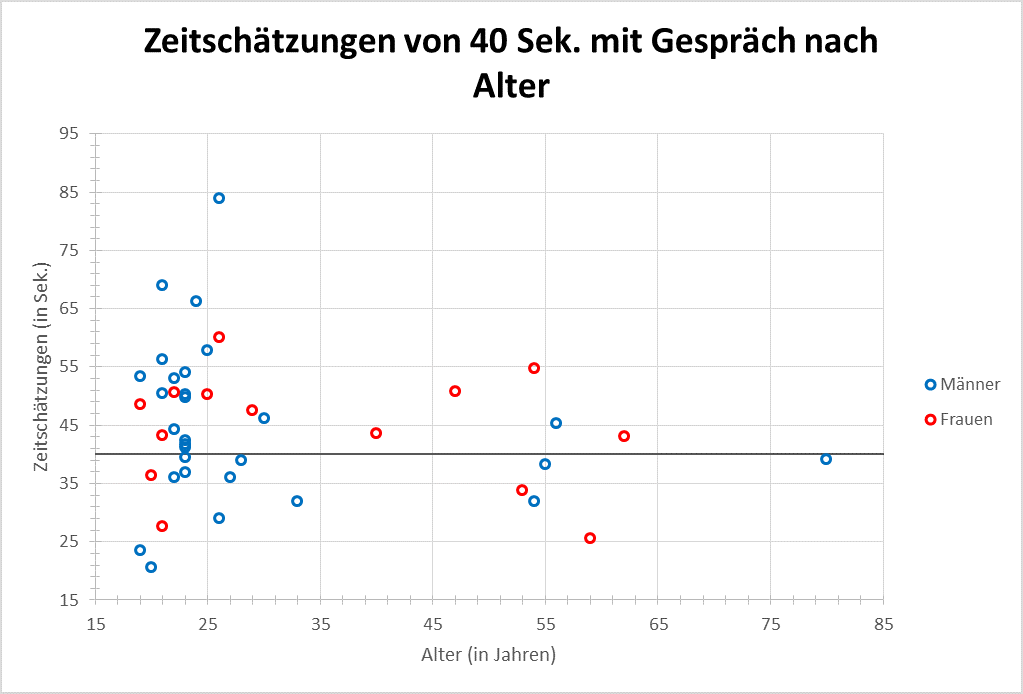 Zeitschätzungen von 40 Sek. mit Gespräch nach
Alter
95
85
75
65
55
45
35
25
15
Zeitschätzungen (in Sek.)
15 25 35 45 55 65 75 85
Alter (in Jahren)
Männer
Frauen